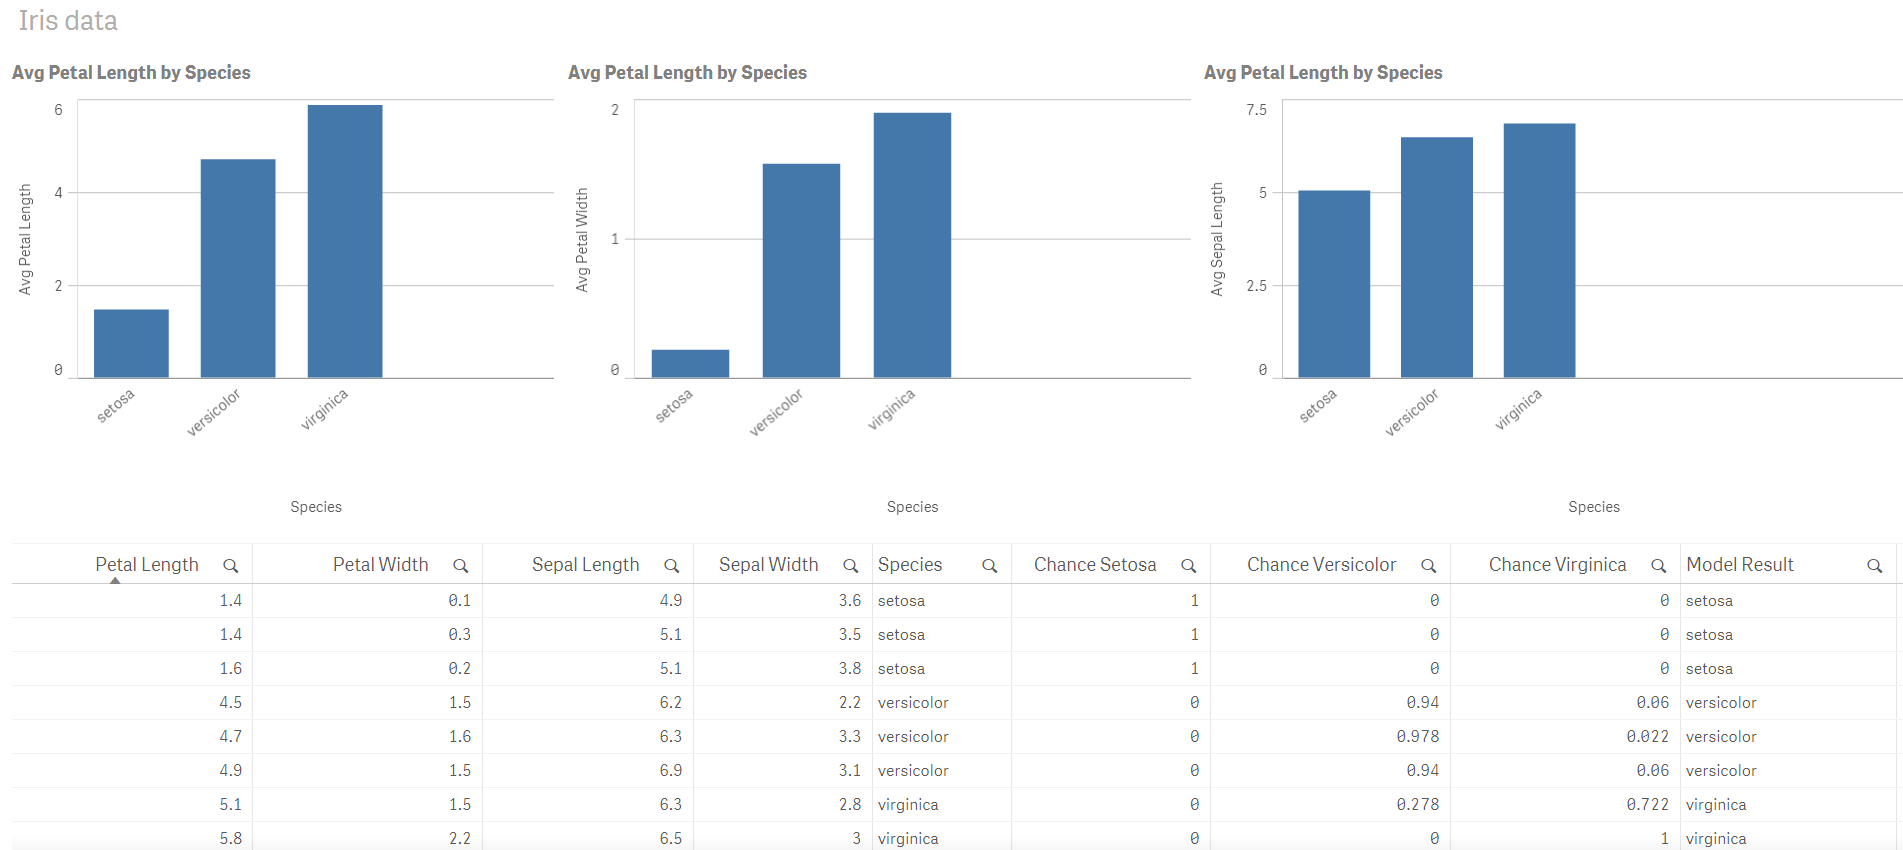 Iris data
Avg Petal Length by Species
6
4
2
0
Avg Petal Length
setosa
versicolor
virginica
Species
Avg Petal Length by Species
2
1
0
Avg Petal Width
setosa
versicolor
virginica
Species
Avg Petal Length by Species
7.5
5
2.5
0
Avg Sepal Length
setosa
versicolor
virginica
Species
Petal Length Petal Width Sepal Length Sepal Width Species Chance Setosa Chance Versicolor Chance Virginica Model Result
1.4 0.1 4.9 3.6 setosa 1 0 0 setosa
1.4 0.3 5.1 3.5 setosa 1 0 0 setosa
1.6 0.2 5.1 3.8 setosa 1 0 0 setosa
4.5 1.5 6.2 2.2 versicolor 0 0.94 0.06 versicolor
4.7 1.6 6.3 3.3 versicolor 0 0.978 0.022 versicolor
4.9 1.5 6.9 3.1 versicolor 0 0.94 0.06 versicolor
5.1 1.5 6.3 2.8 virginica 0 0.278 0.722 virginica
5.8 2.2 6.5 3 virginica 0 0 1 virginica